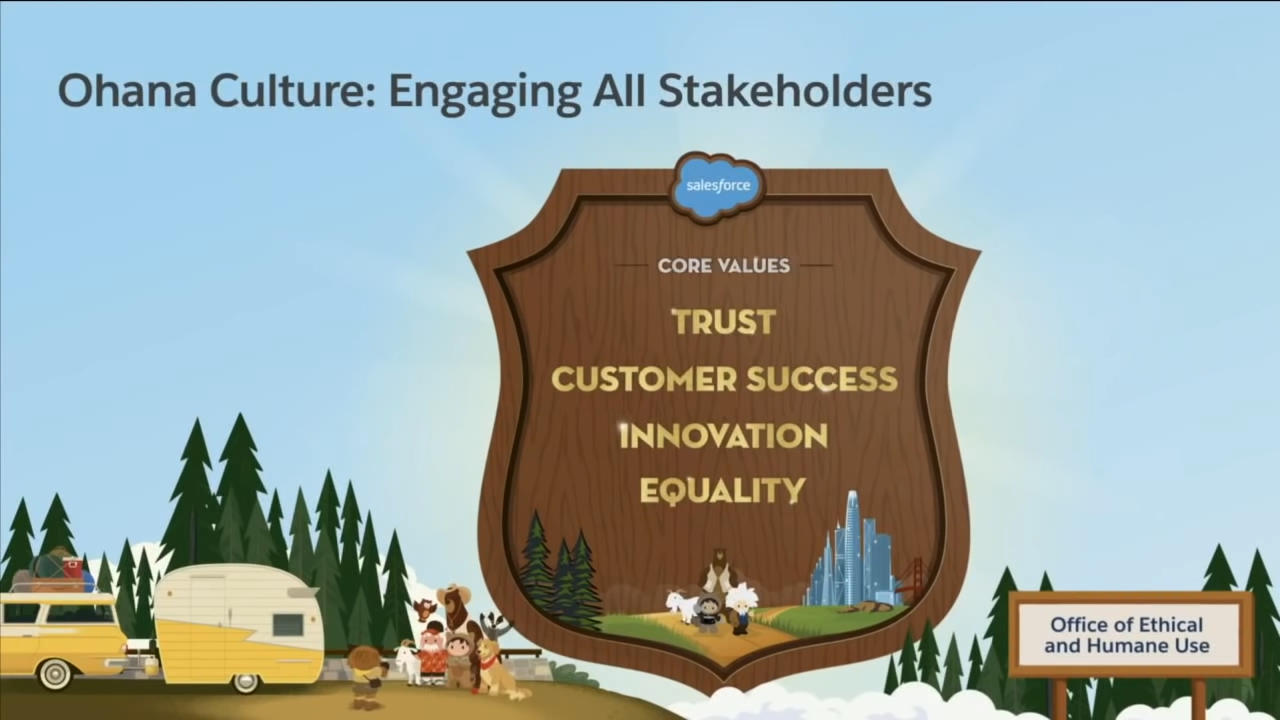 Ohana Culture: Engaging All Stakeholders
salesforce
CORE VALUES
TRUST
CUSTOMER SUCCESS
INNOVATION
EQUALITY
Office of Ethical
and Humane Use